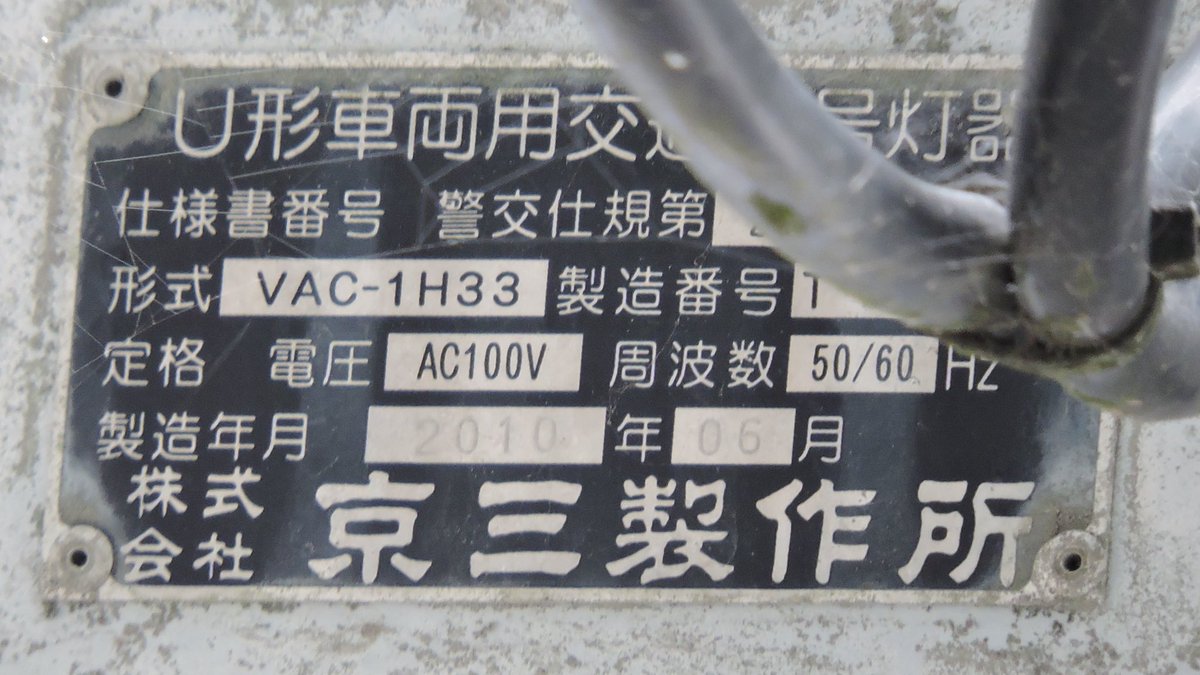 U形車両用交通号灯器
仕様書番号 警交仕規第
形式 VAC-1H33 製造番号 1
定格 電圧 AC100V 周波数 50/60 Hz
製造年月 2010 年 06 月
株式会社 京三製作所